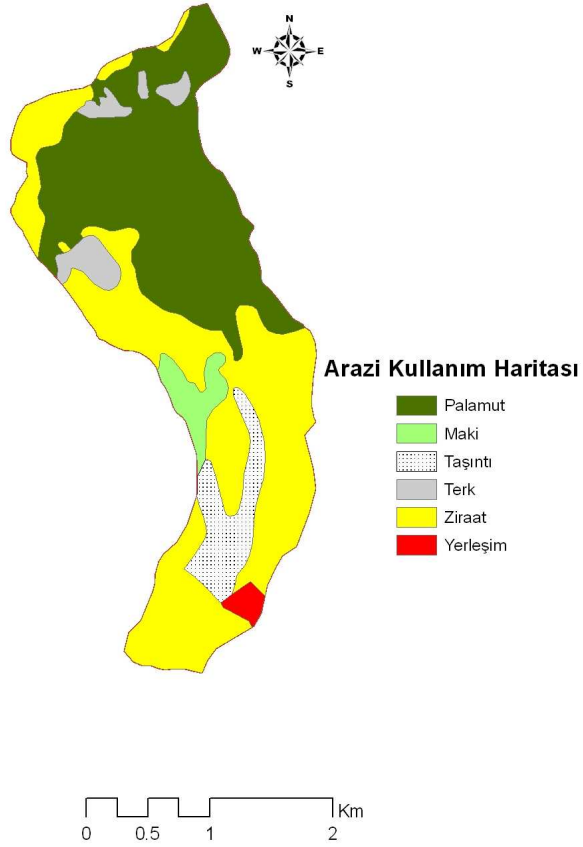 N
W E
S
Arazi Kullanım Haritası
Palamut
Maki
Taşıntı
Terk
Ziraat
Yerleşim
Km
0 0.5 1 2